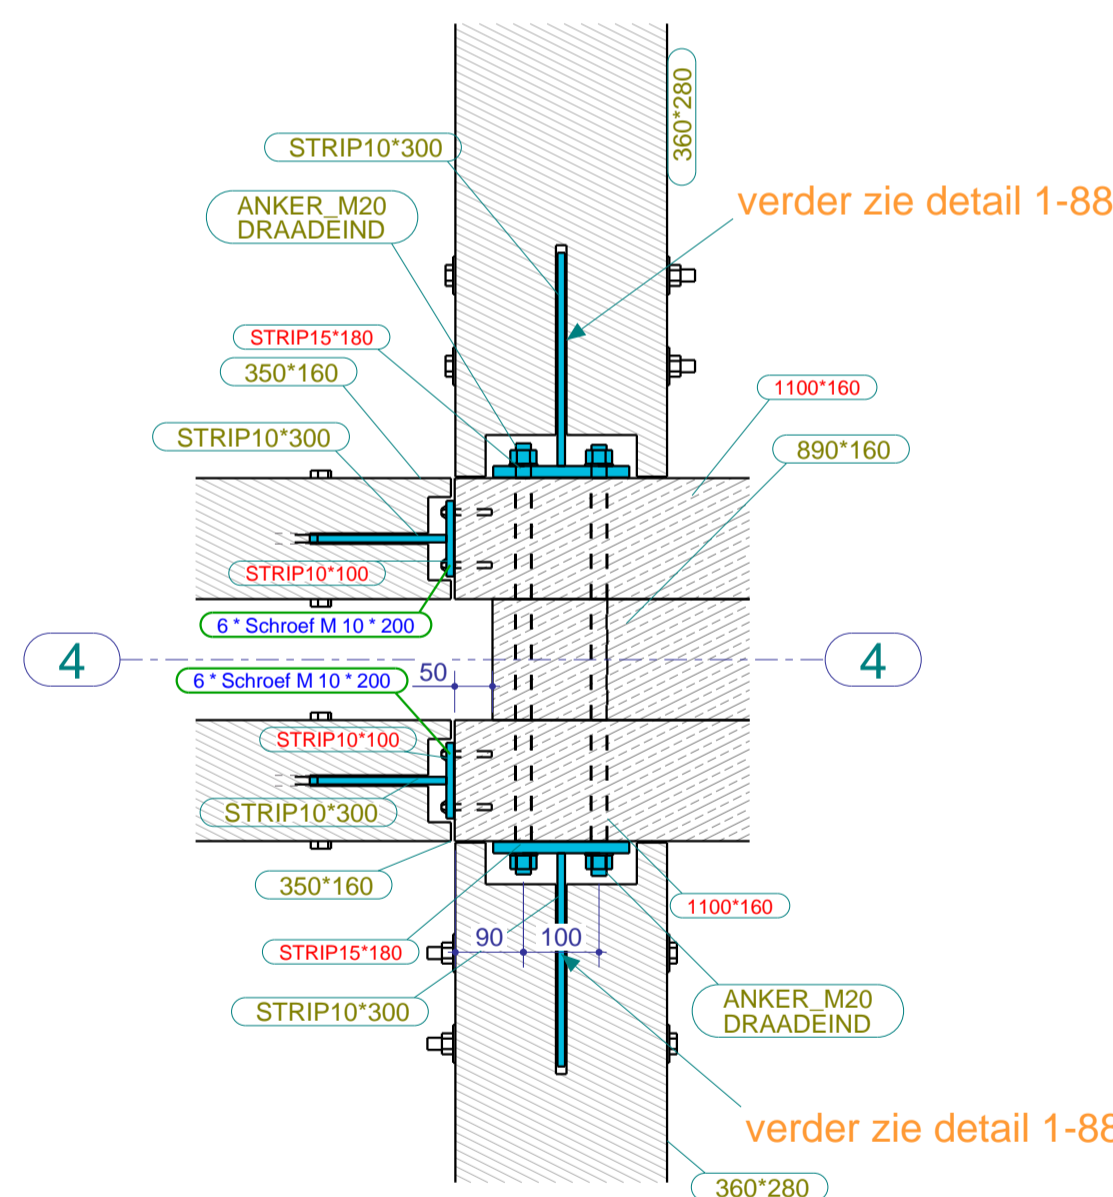 360*280
STRIP10*300
verder zie detail 1-88
ANKER_M20
DRAADEIND
STRIP15*180
350*160
1100*160
STRIP10*300
890*160
STRIP10*100
6 * Schroef M 10 * 200
4
4
50
6 * Schroef M 10 * 200
STRIP10*100
STRIP10*300
350*160
1100*160
90
100
STRIP15*180
STRIP10*300
ANKER_M20
DRAADEIND
verder zie detail 1-88
360*280